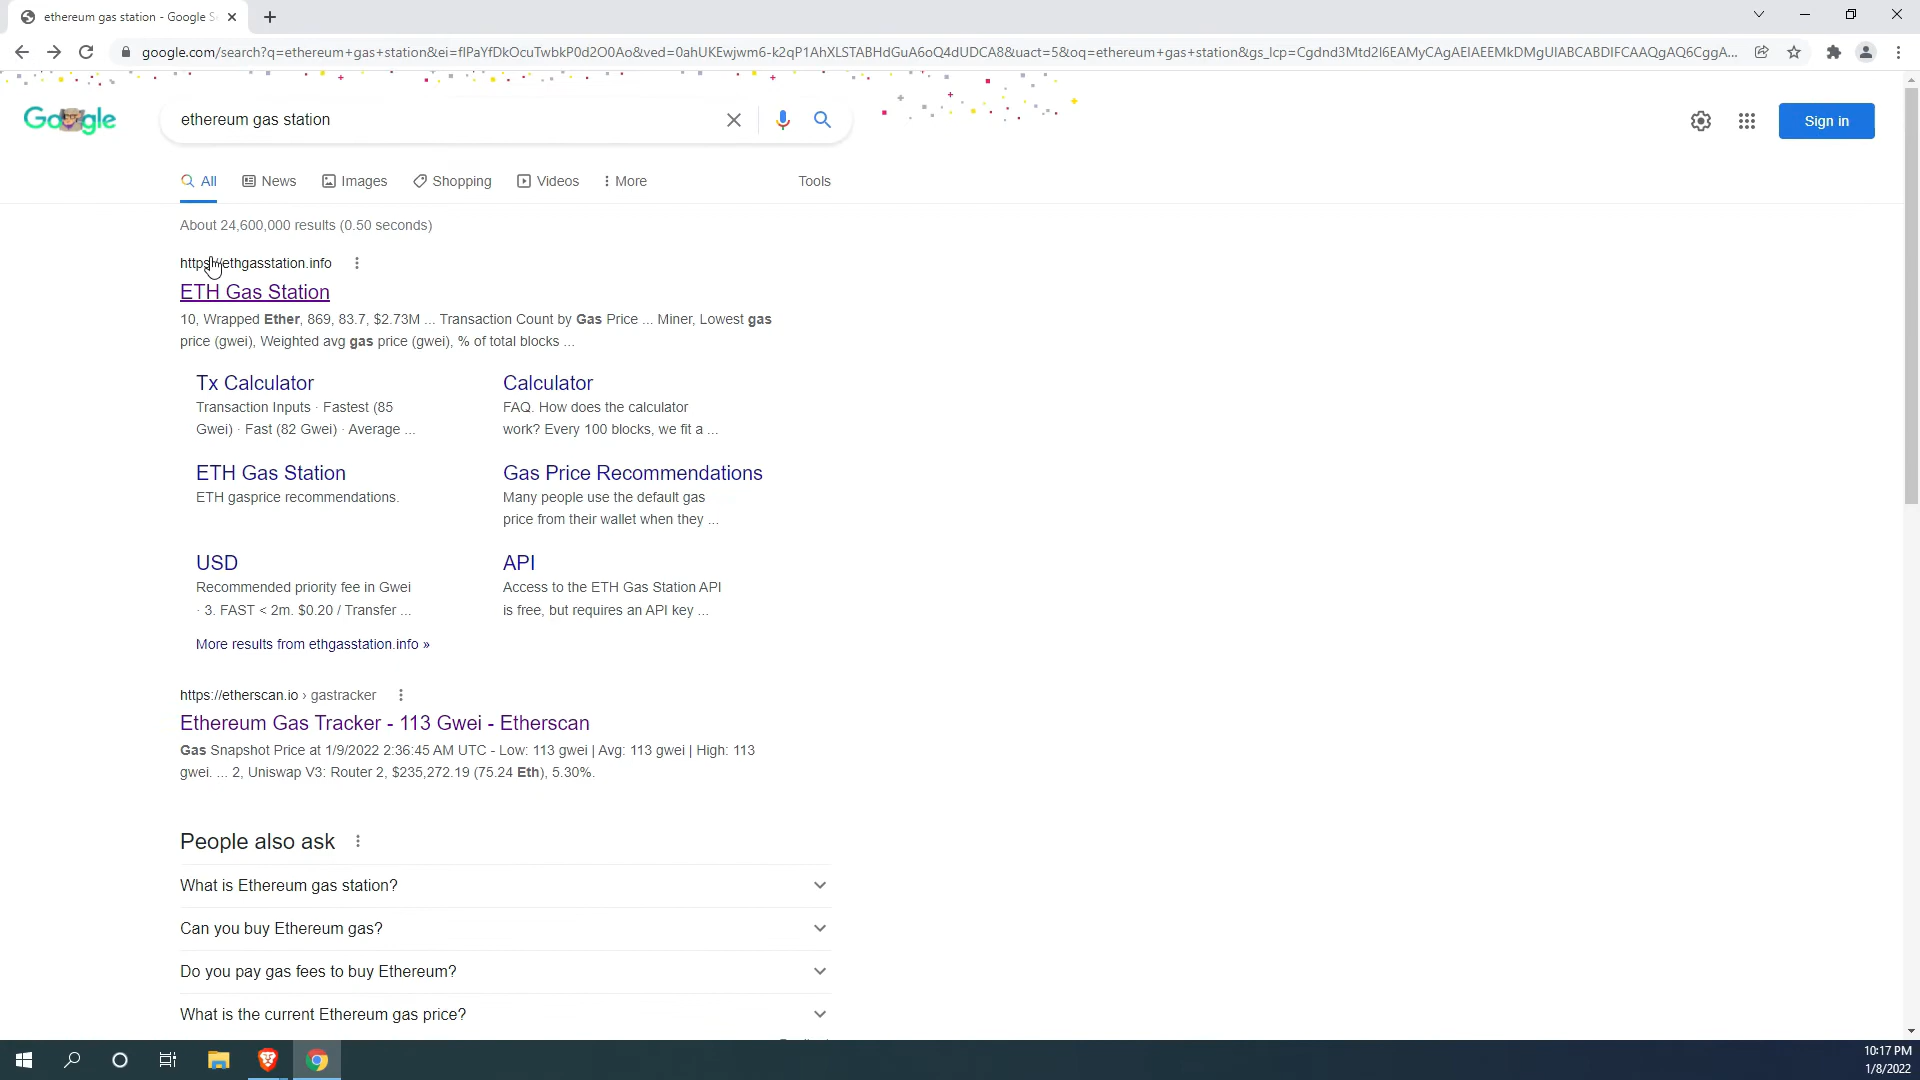 ethereum gas station - Google S
google.com/search?q=ethereum+gas+station&ei=fIPaYfDkOcuTwbkP0d2O0Ao&ved=0ahUKEwjwm6-k2qP1AhXLSTABHdGuA6oQ4dUDCA8&uact=5&oq=ethereum+gas+station&gs_lcp=Cgdnd3Mtd2l6EAMyCAgAEIAEEMkDMgUIABCABDIFCAAQgAQ6CggA...
Google
ethereum gas station
Sign in
All News Images Shopping Videos More Tools
About 24,600,000 results (0.50 seconds)
https://ethgasstation.info
ETH Gas Station
10, Wrapped Ether, 869, 83.7, $2.73M ... Transaction Count by Gas Price ... Miner, Lowest gas
price (gwei), Weighted avg gas price (gwei), % of total blocks ...
Tx Calculator
Transaction Inputs · Fastest (85
Gwei) · Fast (82 Gwei) · Average ...
Calculator
FAQ. How does the calculator
work? Every 100 blocks, we fit a ...
ETH Gas Station
ETH gasprice recommendations.
Gas Price Recommendations
Many people use the default gas
price from their wallet when they ...
USD
Recommended priority fee in Gwei
· 3. FAST < 2m. $0.20 / Transfer ...
API
Access to the ETH Gas Station API
is free, but requires an API key ...
More results from ethgasstation.info »
https://etherscan.io › gastracker
Ethereum Gas Tracker - 113 Gwei - Etherscan
Gas Snapshot Price at 1/9/2022 2:36:45 AM UTC - Low: 113 gwei | Avg: 113 gwei | High: 113
gwei. ... 2, Uniswap V3: Router 2, $235,272.19 (75.24 Eth), 5.30%.
People also ask
What is Ethereum gas station?
Can you buy Ethereum gas?
Do you pay gas fees to buy Ethereum?
What is the current Ethereum gas price?
10:17 PM
1/8/2022